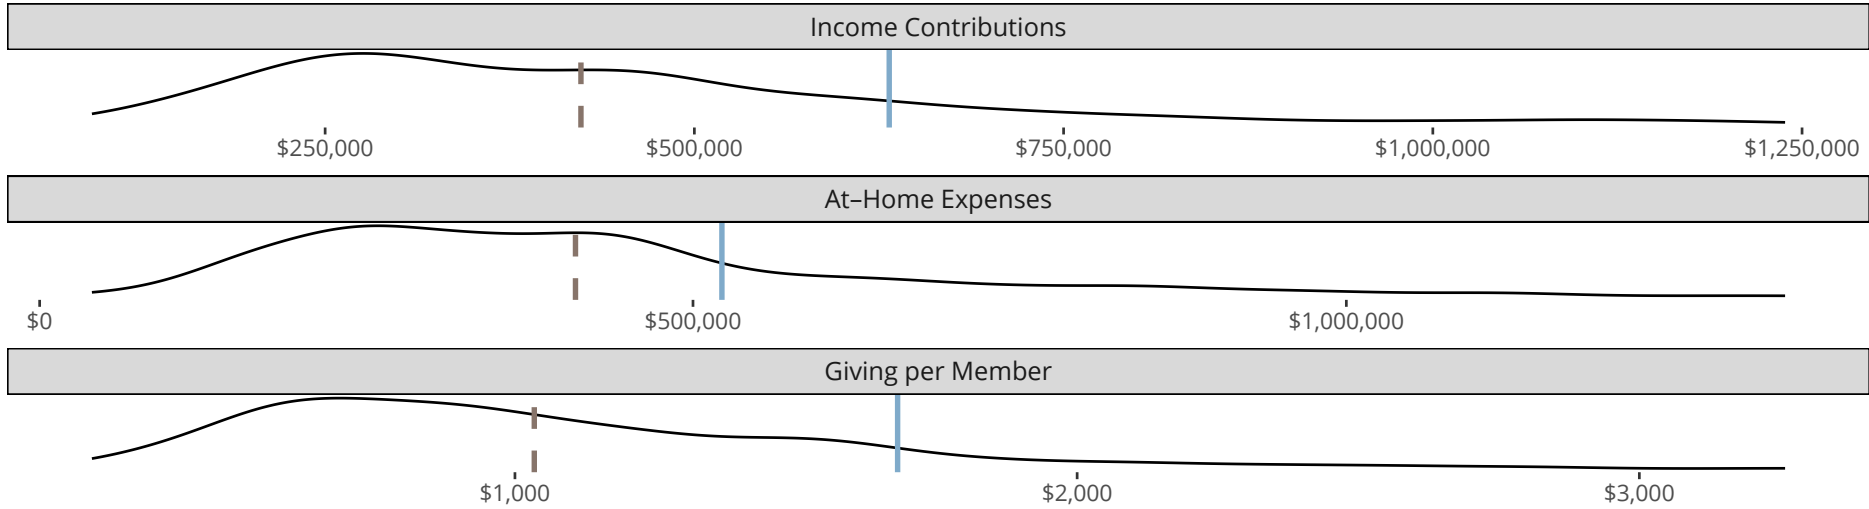 Income Contributions
$250,000 $500,000 $750,000 $1,000,000 $1,250,000
At–Home Expenses
$0 $500,000 $1,000,000
Giving per Member
$1,000 $2,000 $3,000